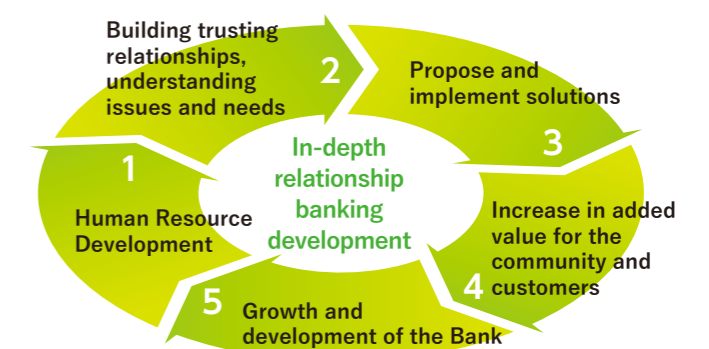 1
Human Resource
Development
2
Building trusting
relationships,
understanding
issues and needs
3
Propose and
implement solutions
4
Increase in added
value for the
community and
customers
5
Growth and
development of the Bank
In-depth
relationship
banking
development